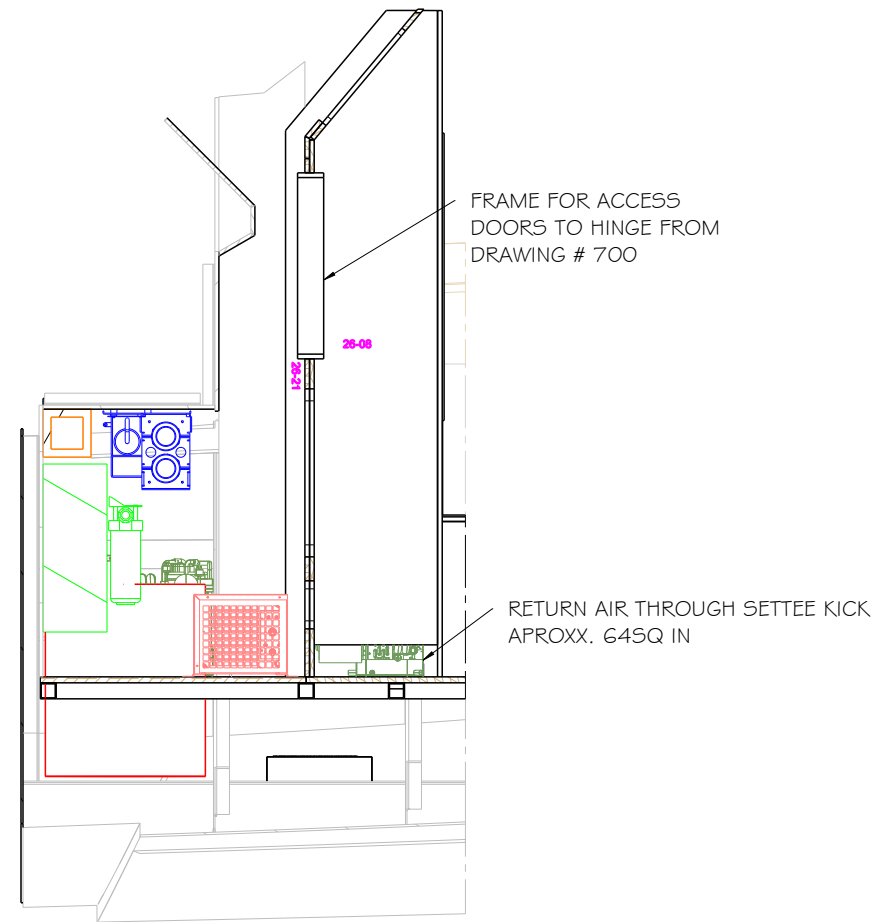 FRAME FOR ACCESS
DOORS TO HINGE FROM
DRAWING # 700
26-08
26-21
RETURN AIR THROUGH SETTEE KICK
APROXX. 64SQ IN